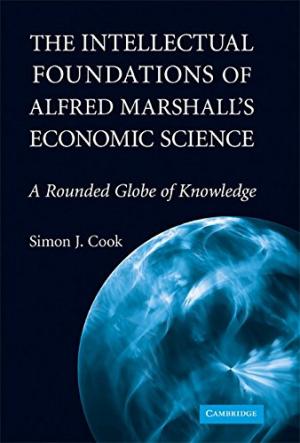 THE INTELLECTUAL
FOUNDATIONS OF
ALFRED MARSHALL'S
ECONOMIC SCIENCE
A Rounded Globe of Knowledge
Simon J. Cook
CAMBRIDGE